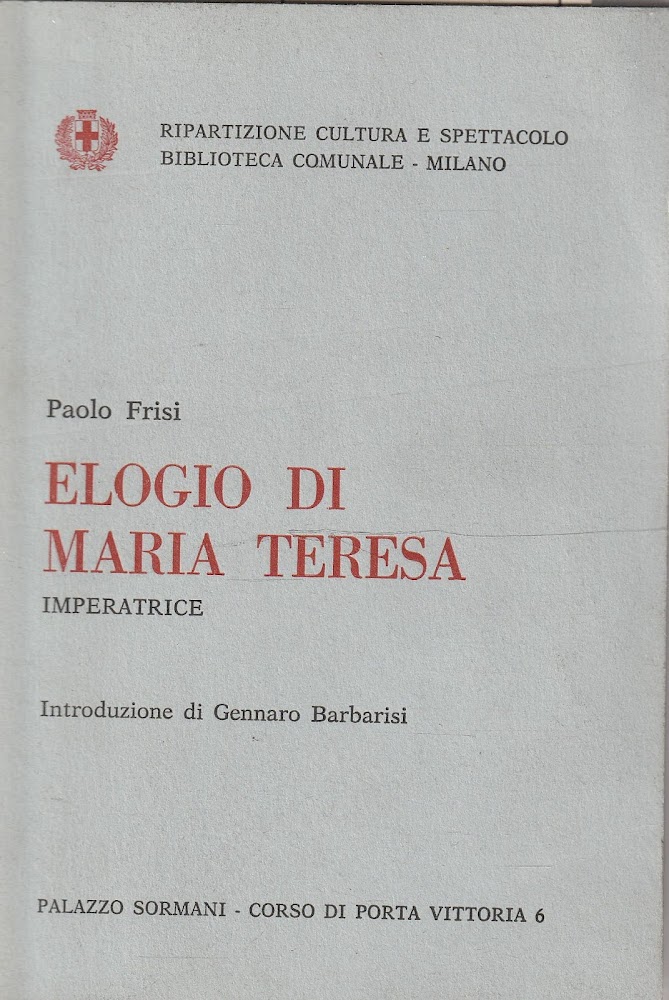 RIPARTIZIONE CULTURA E SPETTACOLO
BIBLIOTECA COMUNALE - MILANO
Paolo Frisi
ELOGIO DI
MARIA TERESA
IMPERATRICE
Introduzione di Gennaro Barbarisi
PALAZZO SORMANI - CORSO DI PORTA VITTORIA 6